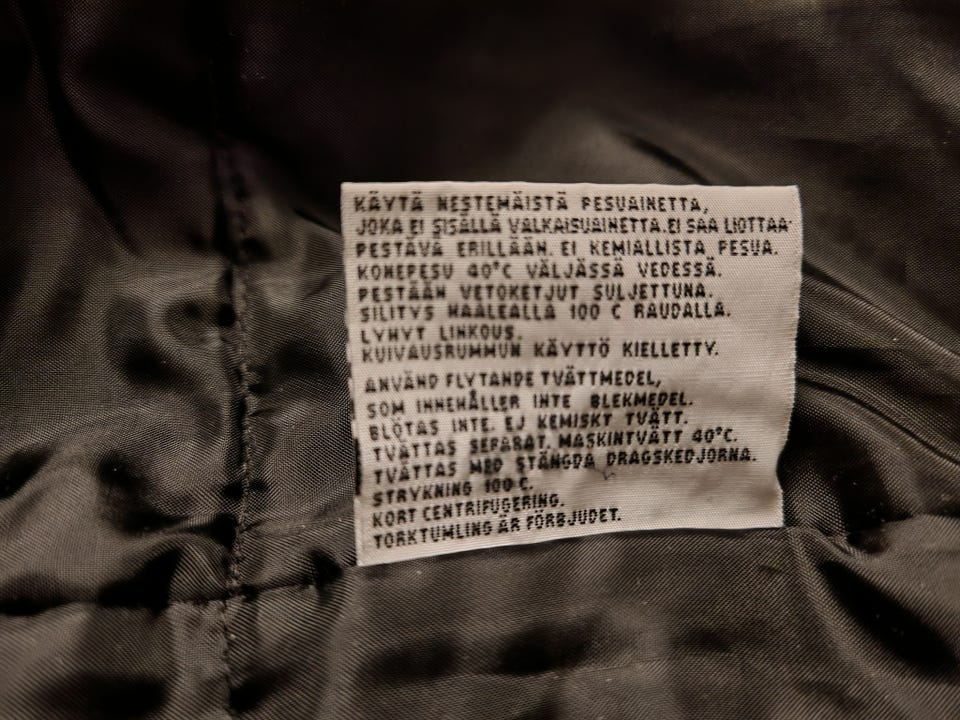 KÄYTÄ NESTEMÄISTÄ PESUAINETTA,
JOKA EI SISÄLLÄ VALKAISUAINETTA.EI SAA LIOTTAA·
PESTÄVÄ ERILLÄÄN. EI KEMIALLISTA PESUA.
KONEPESU 40°C VÄLJÄSSÄ VEDESSÄ.
PESTÄÄN VETOKETJUT SULJETTUNA.
SILITYS HAALEALLA 100 C RAUDALLA.
LYHYT LINKOUS.
KUIVAUSRUMMUN KÄYTTÖ KIELLETTY.
ANVÄND FLYTANDE TVÄTTMEDEL,
SOM INNEHÅLLER INTE BLEKMEDEL.
BLÖTAS INTE. EJ KEMISKT TVÄTT.
TVÄTTAS SEPARAT. MASKINTVÄTT 40°C.
TVÄTTAS MED STÄNGDA DRAGSKEDJORNA.
STRYKNING 100 C.
KORT CENTRIFUGERING.
TORKTUMLING ÄR FÖRBJUDET.